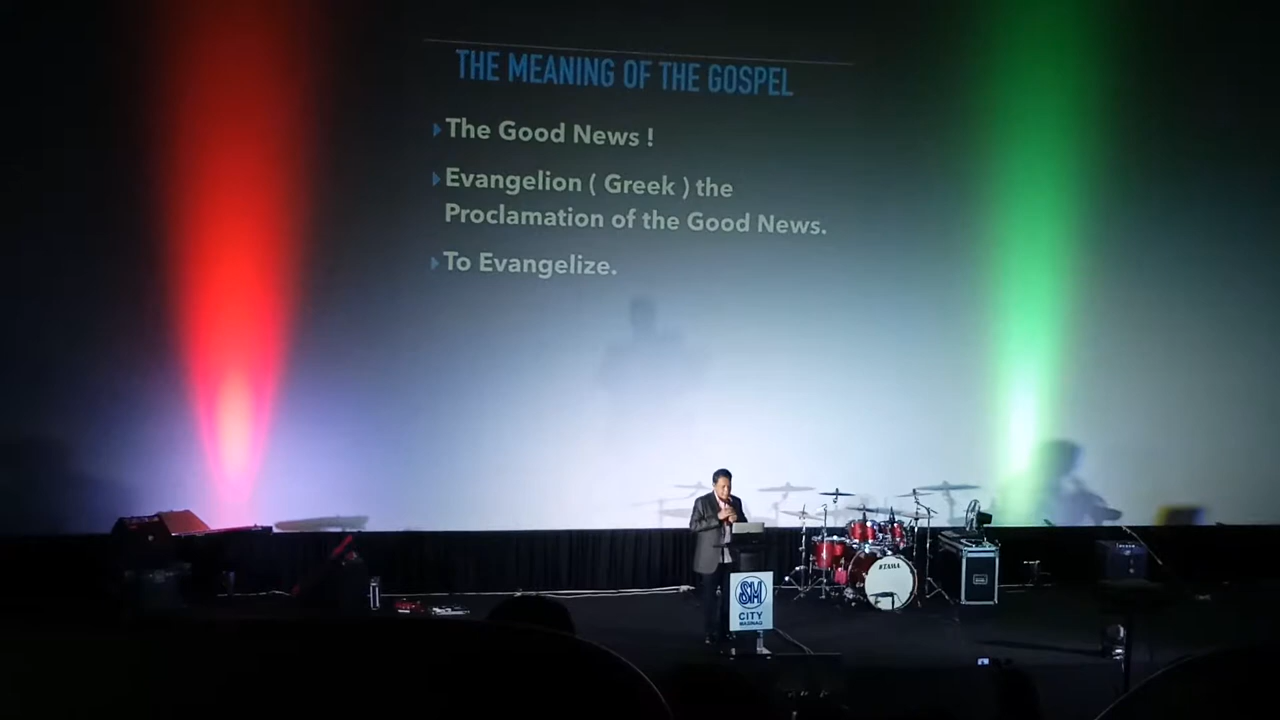 THE MEANING OF THE GOSPEL
The Good News !
Evangelion ( Greek ) the
Proclamation of the Good News.
To Evangelize.
SM
CITY
MASINAG
TAMA